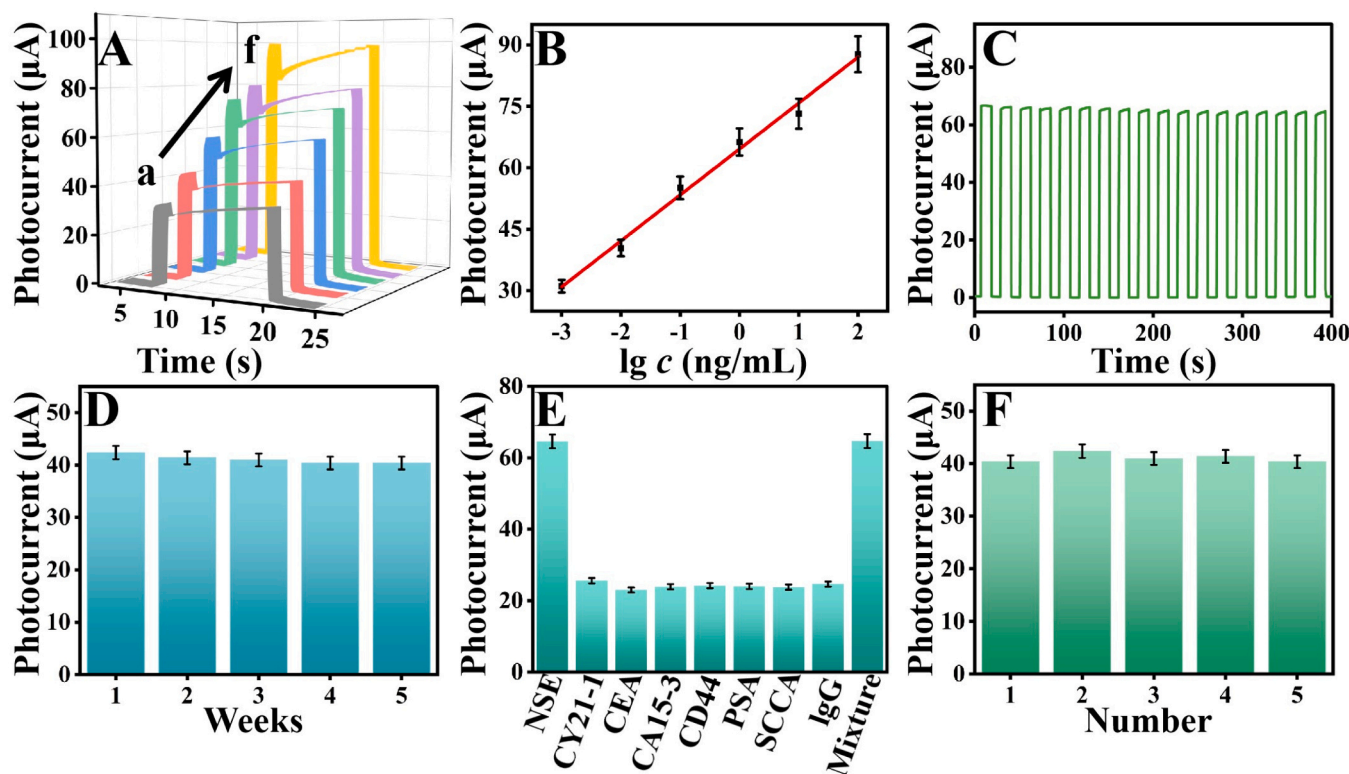 A
Photocurrent (μA)
100
80
60
40
20
0
a
f
5
10
15
20
25
Time (s)
B
Photocurrent (μA)
90
75
60
45
30
-3
-2
-1
0
1
2
lg c (ng/mL)
C
Photocurrent (μA)
80
60
40
20
0
0
100
200
300
400
Time (s)
D
Photocurrent (μA)
50
40
30
20
10
0
1
2
3
4
5
Weeks
E
Photocurrent (μA)
80
60
40
20
0
NSE
CY21-1
CEA
CA15-3
CD44
PSA
SCCA
lgG
Mixture
F
Photocurrent (μA)
50
40
30
20
10
0
1
2
3
4
5
Number